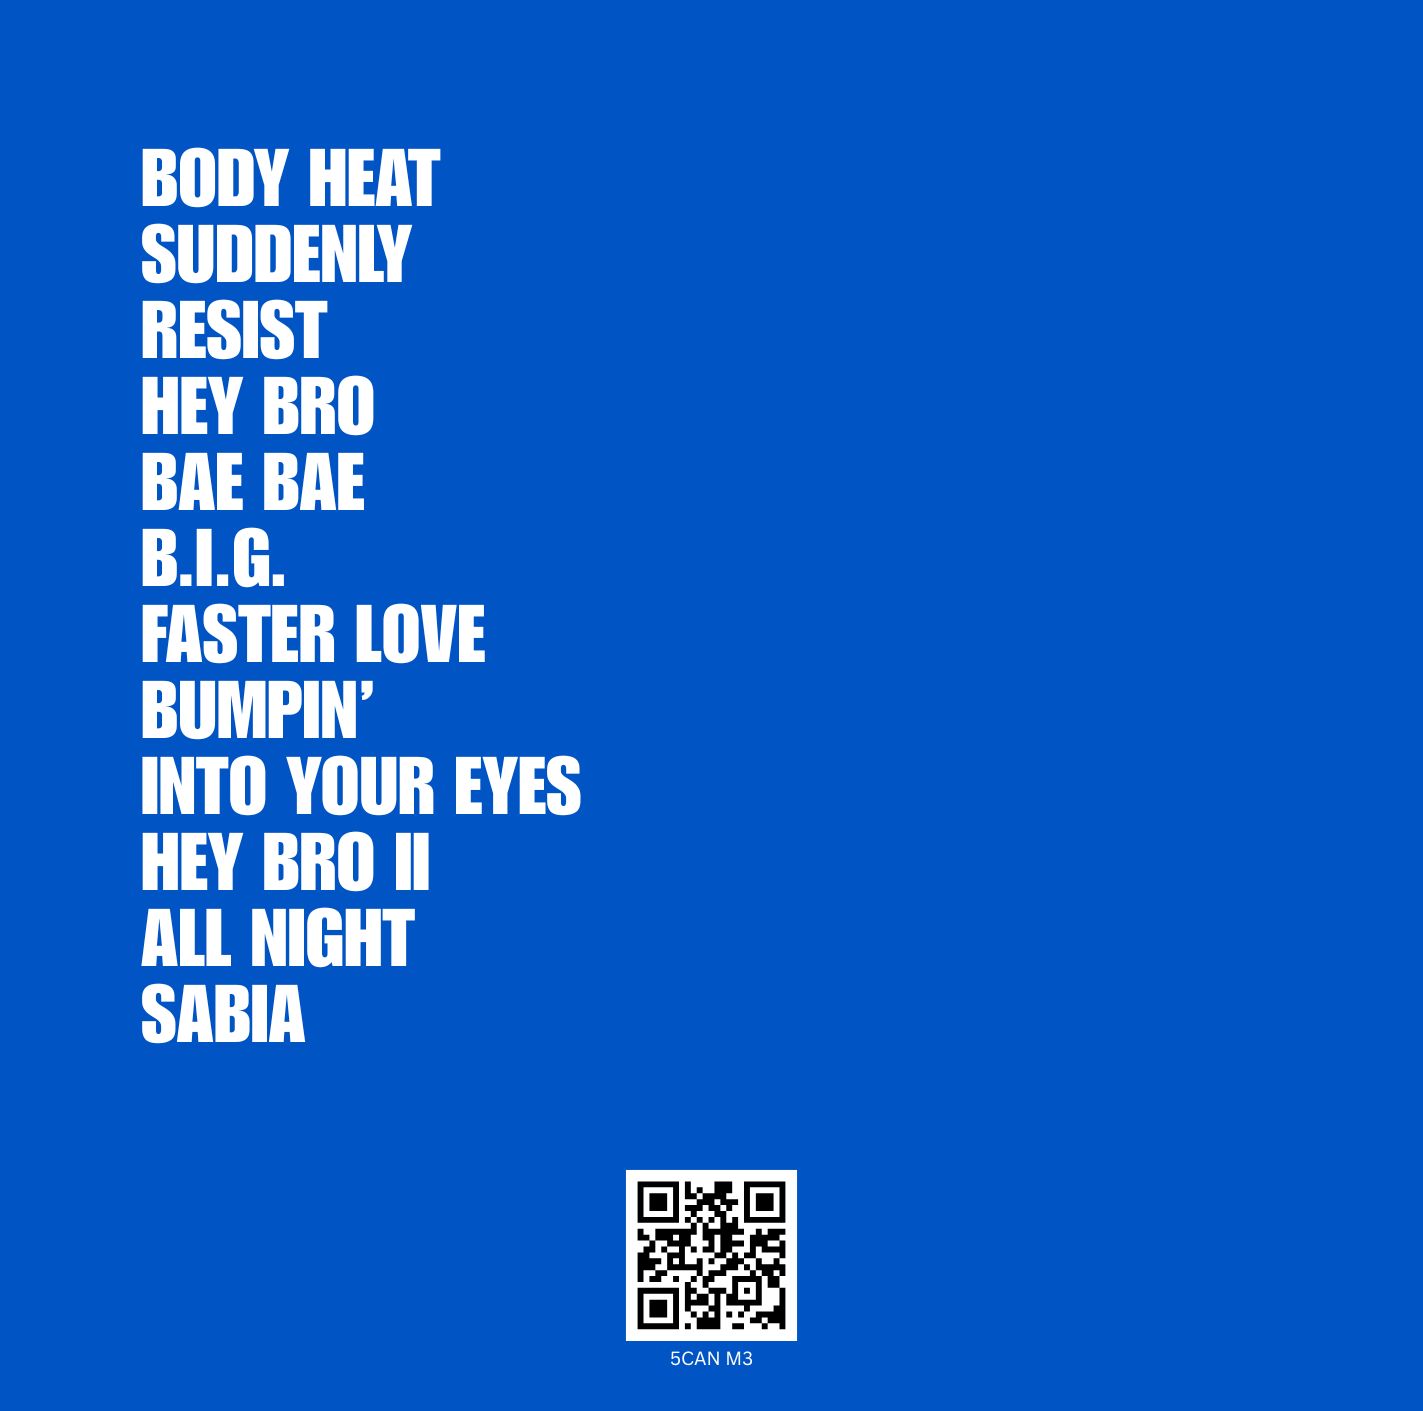 BODY HEAT
SUDDENLY
RESIST
HEY BRO
BAE BAE
B.I.G.
FASTER LOVE
BUMPIN’
INTO YOUR EYES
HEY BRO II
ALL NIGHT
SABIA
5CAN M3